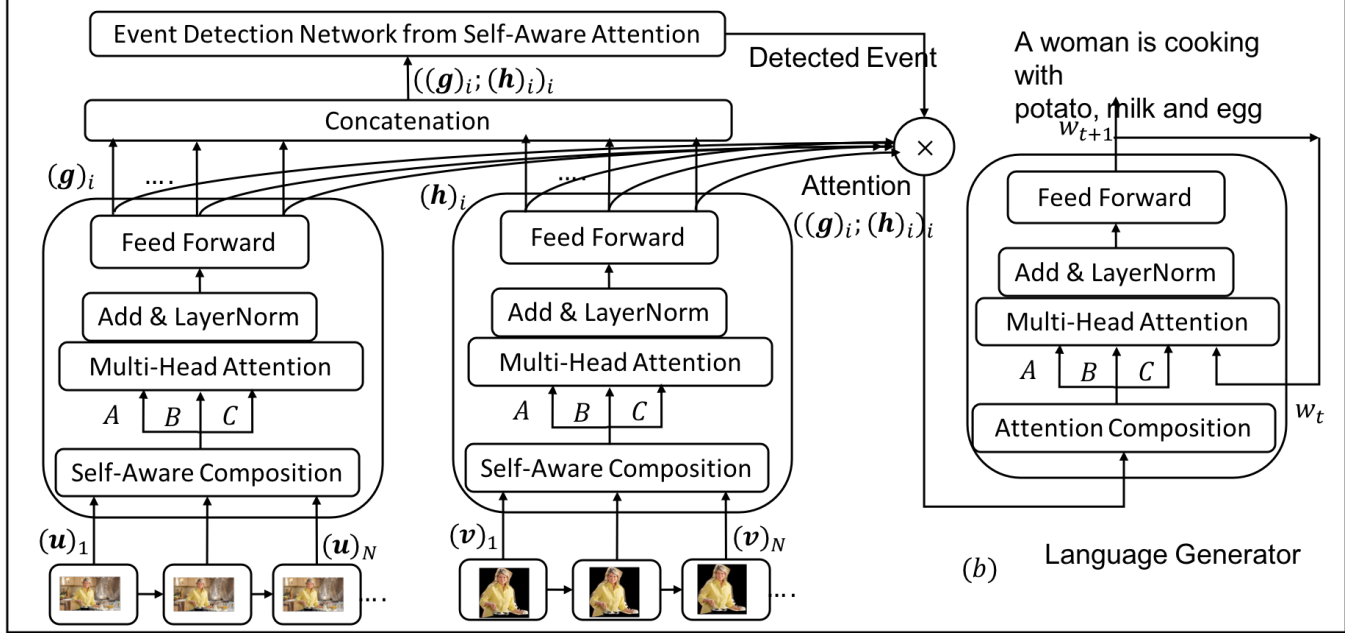 Event Detection Network from Self-Aware Attention
Detected Event
((g)ᵢ; (h)ᵢ)ᵢ
Concatenation
(g)ᵢ
....
(h)ᵢ
....
×
Attention
((g)ᵢ; (h)ᵢ)ᵢ
Feed Forward
Add & LayerNorm
Multi-Head Attention
A B C
Self-Aware Composition
(u)₁
(u)_N
....
Feed Forward
Add & LayerNorm
Multi-Head Attention
A B C
Self-Aware Composition
(v)₁
(v)_N
....
A woman is cooking
with
potato, milk and egg
wₜ₊₁
Feed Forward
Add & LayerNorm
Multi-Head Attention
A B C
wₜ
Attention Composition
(b)
Language Generator